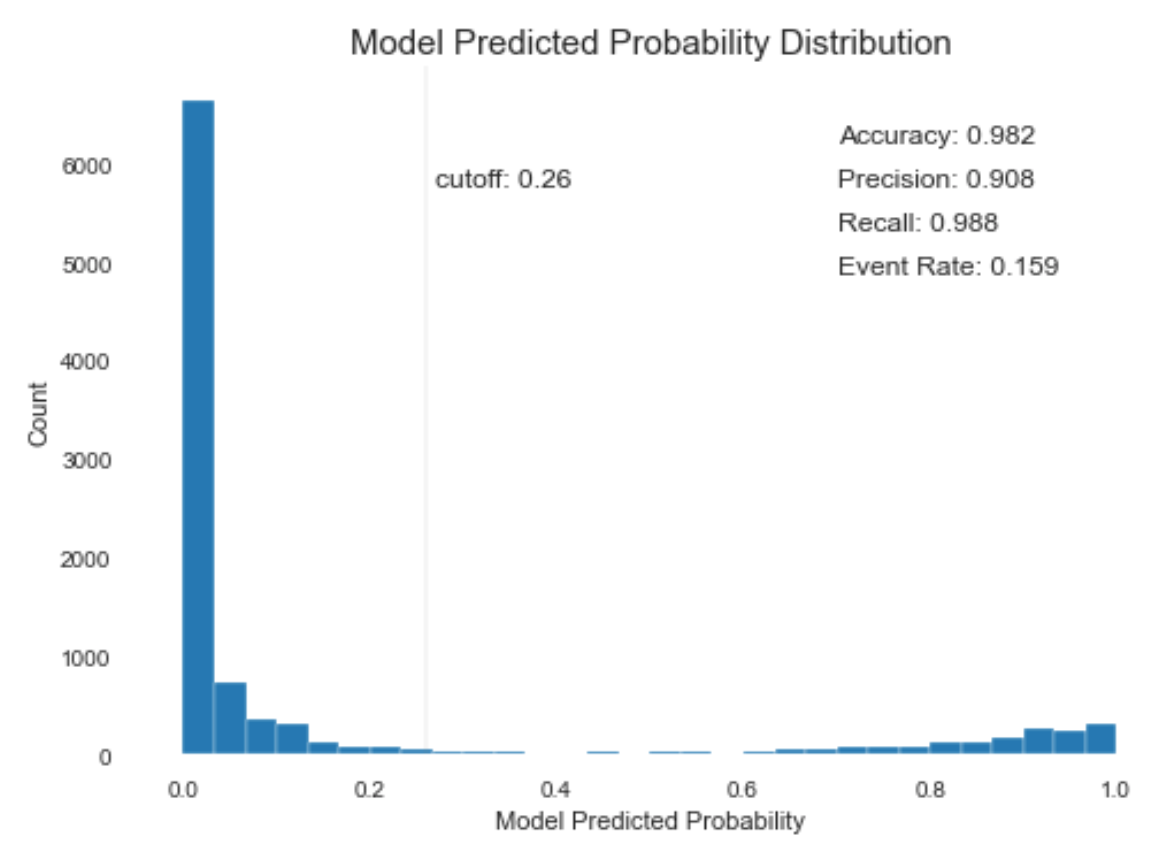 Model Predicted Probability Distribution
Accuracy: 0.982
cutoff: 0.26
Precision: 0.908
Recall: 0.988
Event Rate: 0.159
Count
6000
5000
4000
3000
2000
1000
0
0.0
0.2
0.4
0.6
0.8
1.0
Model Predicted Probability